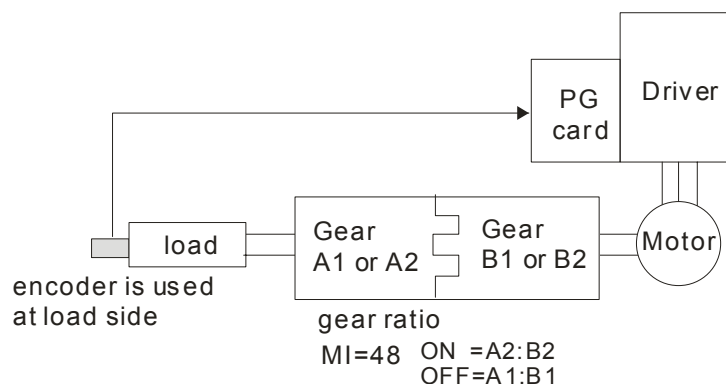 PG
card
Driver
load
Gear
A1 or A2
Gear
B1 or B2
Motor
encoder is used
at load side
gear ratio
MI=48 ON =A2:B2
OFF=A1:B1